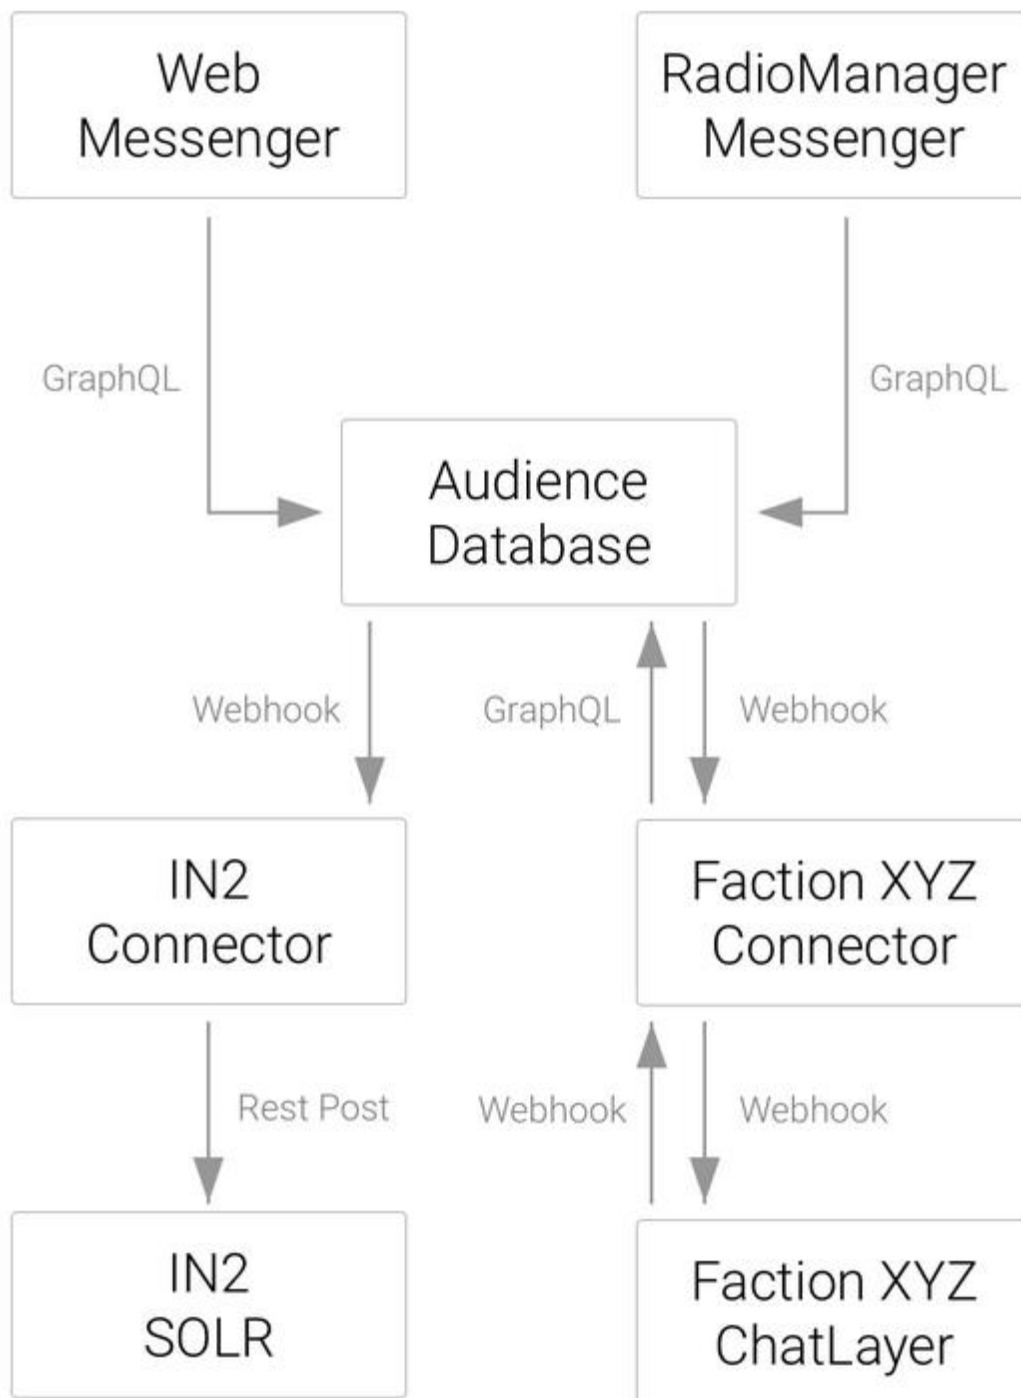 Web
Messenger
RadioManager
Messenger
GraphQL
GraphQL
Audience
Database
Webhook
GraphQL
Webhook
IN2
Connector
Faction XYZ
Connector
Rest Post
Webhook
Webhook
IN2
SOLR
Faction XYZ
ChatLayer